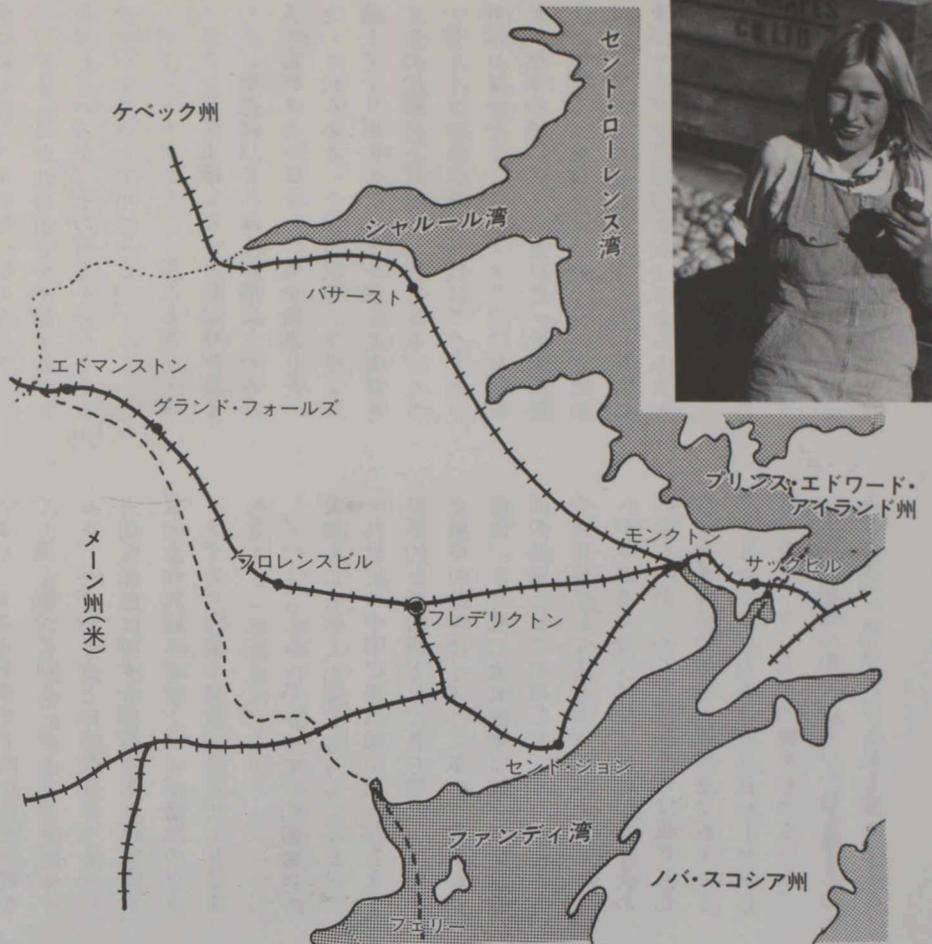 ケベック州
セント・ローレンス湾
シャルール湾
バサースト
エドマンストン
グランド・フォールズ
プリンス・エドワード・
アイランド州
モンクトン
サックビル
メーン州(米)
フロレンスビル
フレデリクトン
セント・ジョン
ファンディ湾
ノバ・スコシア州
フェリー